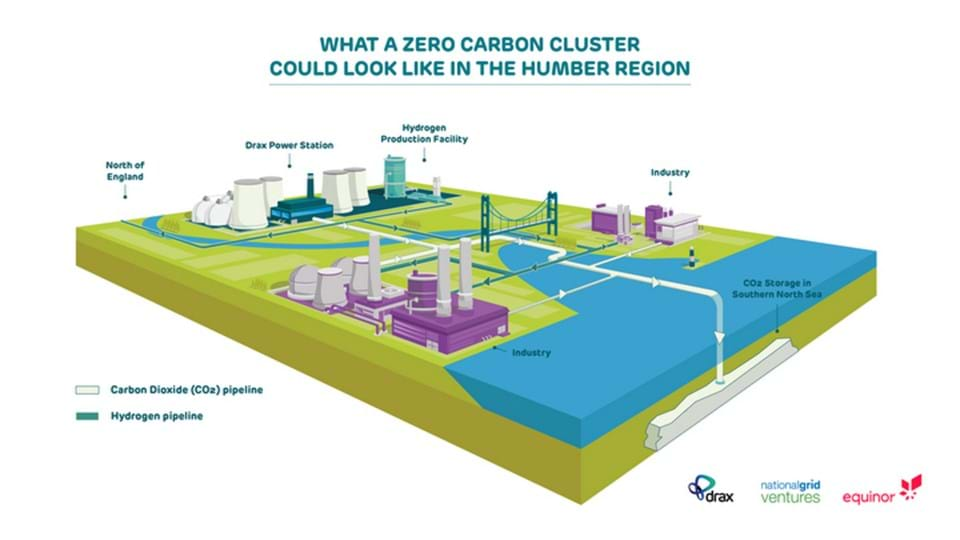 WHAT A ZERO CARBON CLUSTER
COULD LOOK LIKE IN THE HUMBER REGION
Hydrogen
Production Facility
Drax Power Station
North of
England
Industry
CO₂ Storage in
Southern North Sea
Industry
Carbon Dioxide (CO₂) pipeline
Hydrogen pipeline
drax
nationalgrid
ventures
equinor